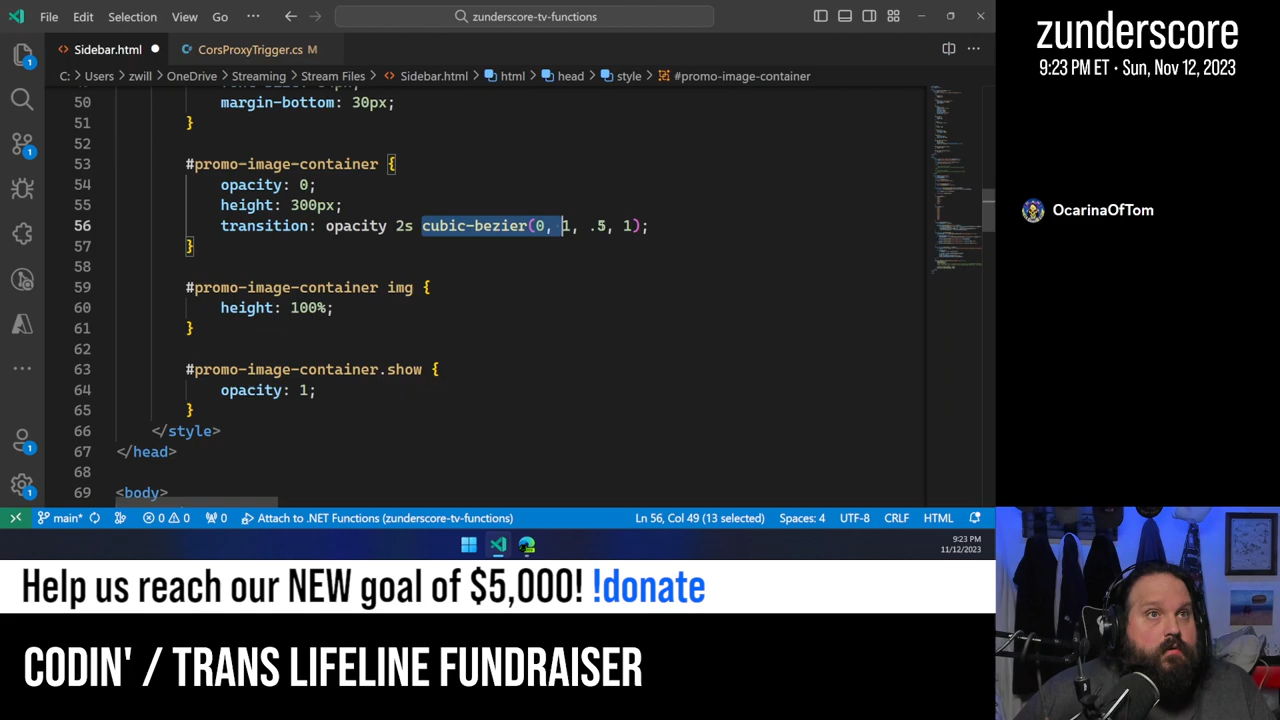 File Edit Selection View Go ··· zunderscore-tv-functions
Sidebar.html CorsProxyTrigger.cs M
C: > Users > zwill > OneDrive > Streaming > Stream Files > Sidebar.html > html > head > style > #promo-image-container
50 margin-bottom: 30px;
51 }
52
53 #promo-image-container {
54 opacity: 0;
55 height: 300px;
56 transition: opacity 2s cubic-bezier(0, 1, .5, 1);
57 }
58
59 #promo-image-container img {
60 height: 100%;
61 }
62
63 #promo-image-container.show {
64 opacity: 1;
65 }
66 </style>
67 </head>
68
69 <body>
main* 0 0 0 Attach to .NET Functions (zunderscore-tv-functions) Ln 56, Col 49 (13 selected) Spaces: 4 UTF-8 CRLF HTML
9:23 PM
11/12/2023
zunderscore
9:23 PM ET · Sun, Nov 12, 2023
OcarinaOfTom
Help us reach our NEW goal of $5,000! !donate
CODIN' / TRANS LIFELINE FUNDRAISER